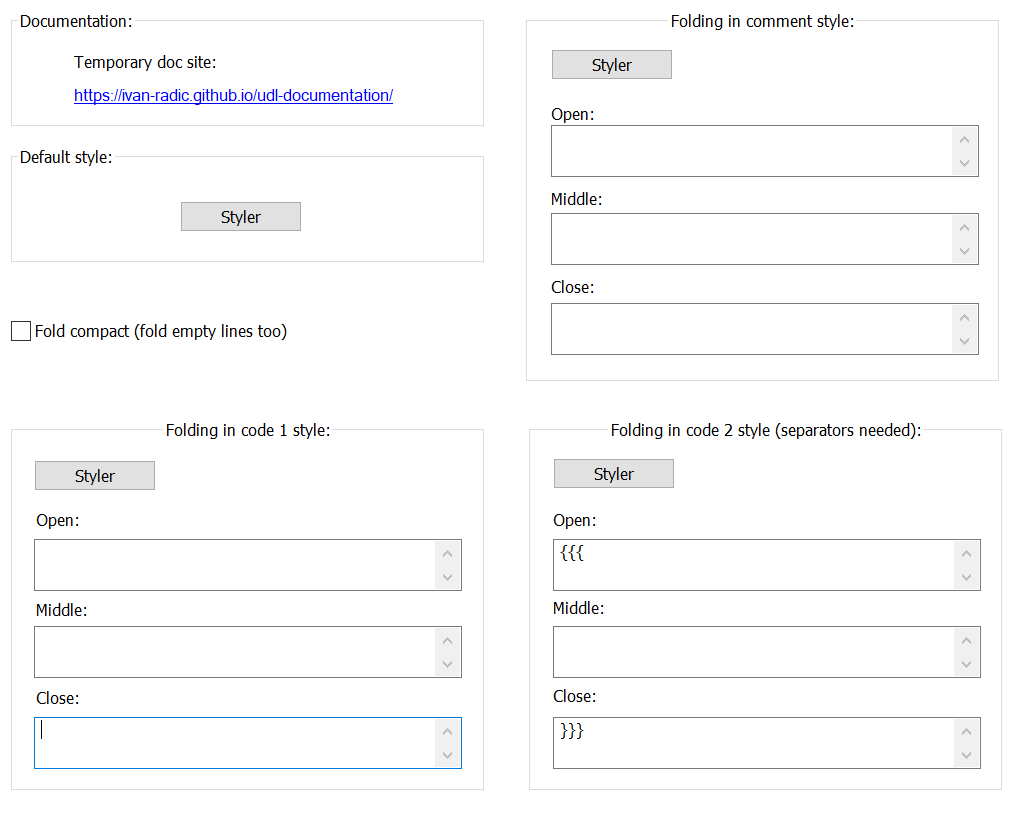 Documentation:
Temporary doc site:
https://ivan-radic.github.io/udl-documentation/
Default style:
Styler
Fold compact (fold empty lines too)
Folding in comment style:
Styler
Open:
Middle:
Close:
Folding in code 1 style:
Styler
Open:
Middle:
Close:
Folding in code 2 style (separators needed):
Styler
Open:
{{{
Middle:
Close:
}}}